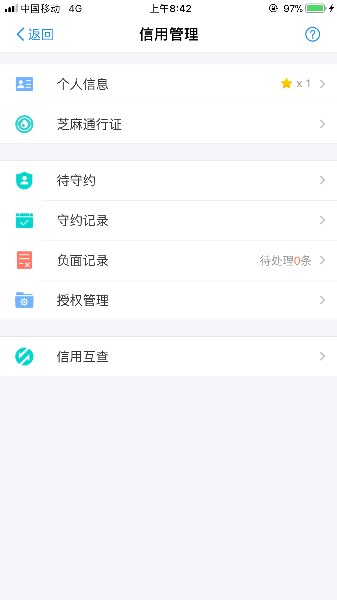 中国移动 4G 上午8:42 97%
返回 信用管理
个人信息 x 1
芝麻通行证
待守约
守约记录
负面记录 待处理0条
授权管理
信用互查